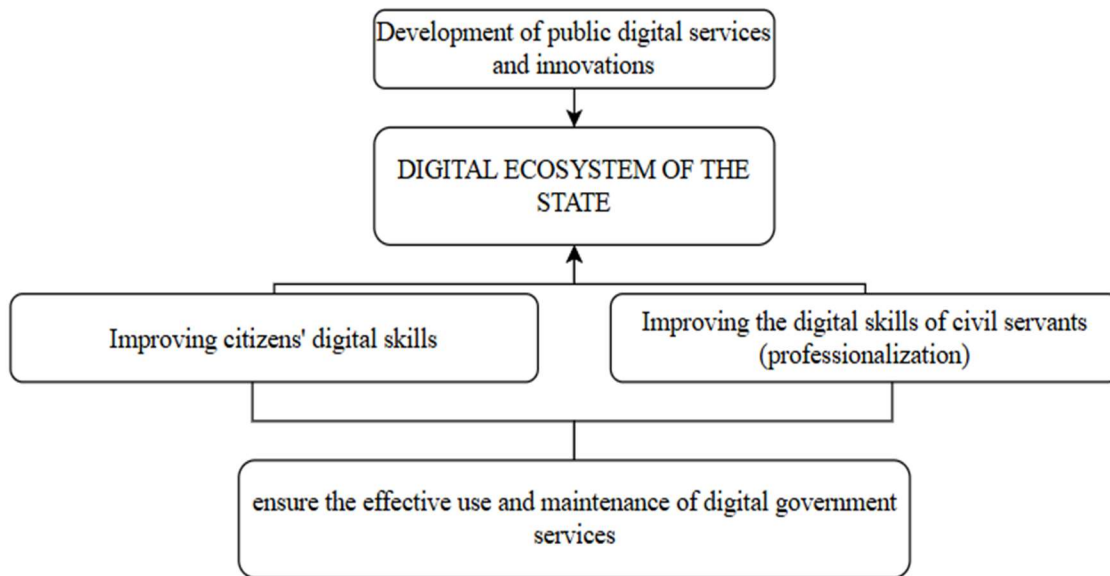 Development of public digital services
and innovations
DIGITAL ECOSYSTEM OF THE
STATE
Improving citizens' digital skills
Improving the digital skills of civil servants
(professionalization)
ensure the effective use and maintenance of digital government
services